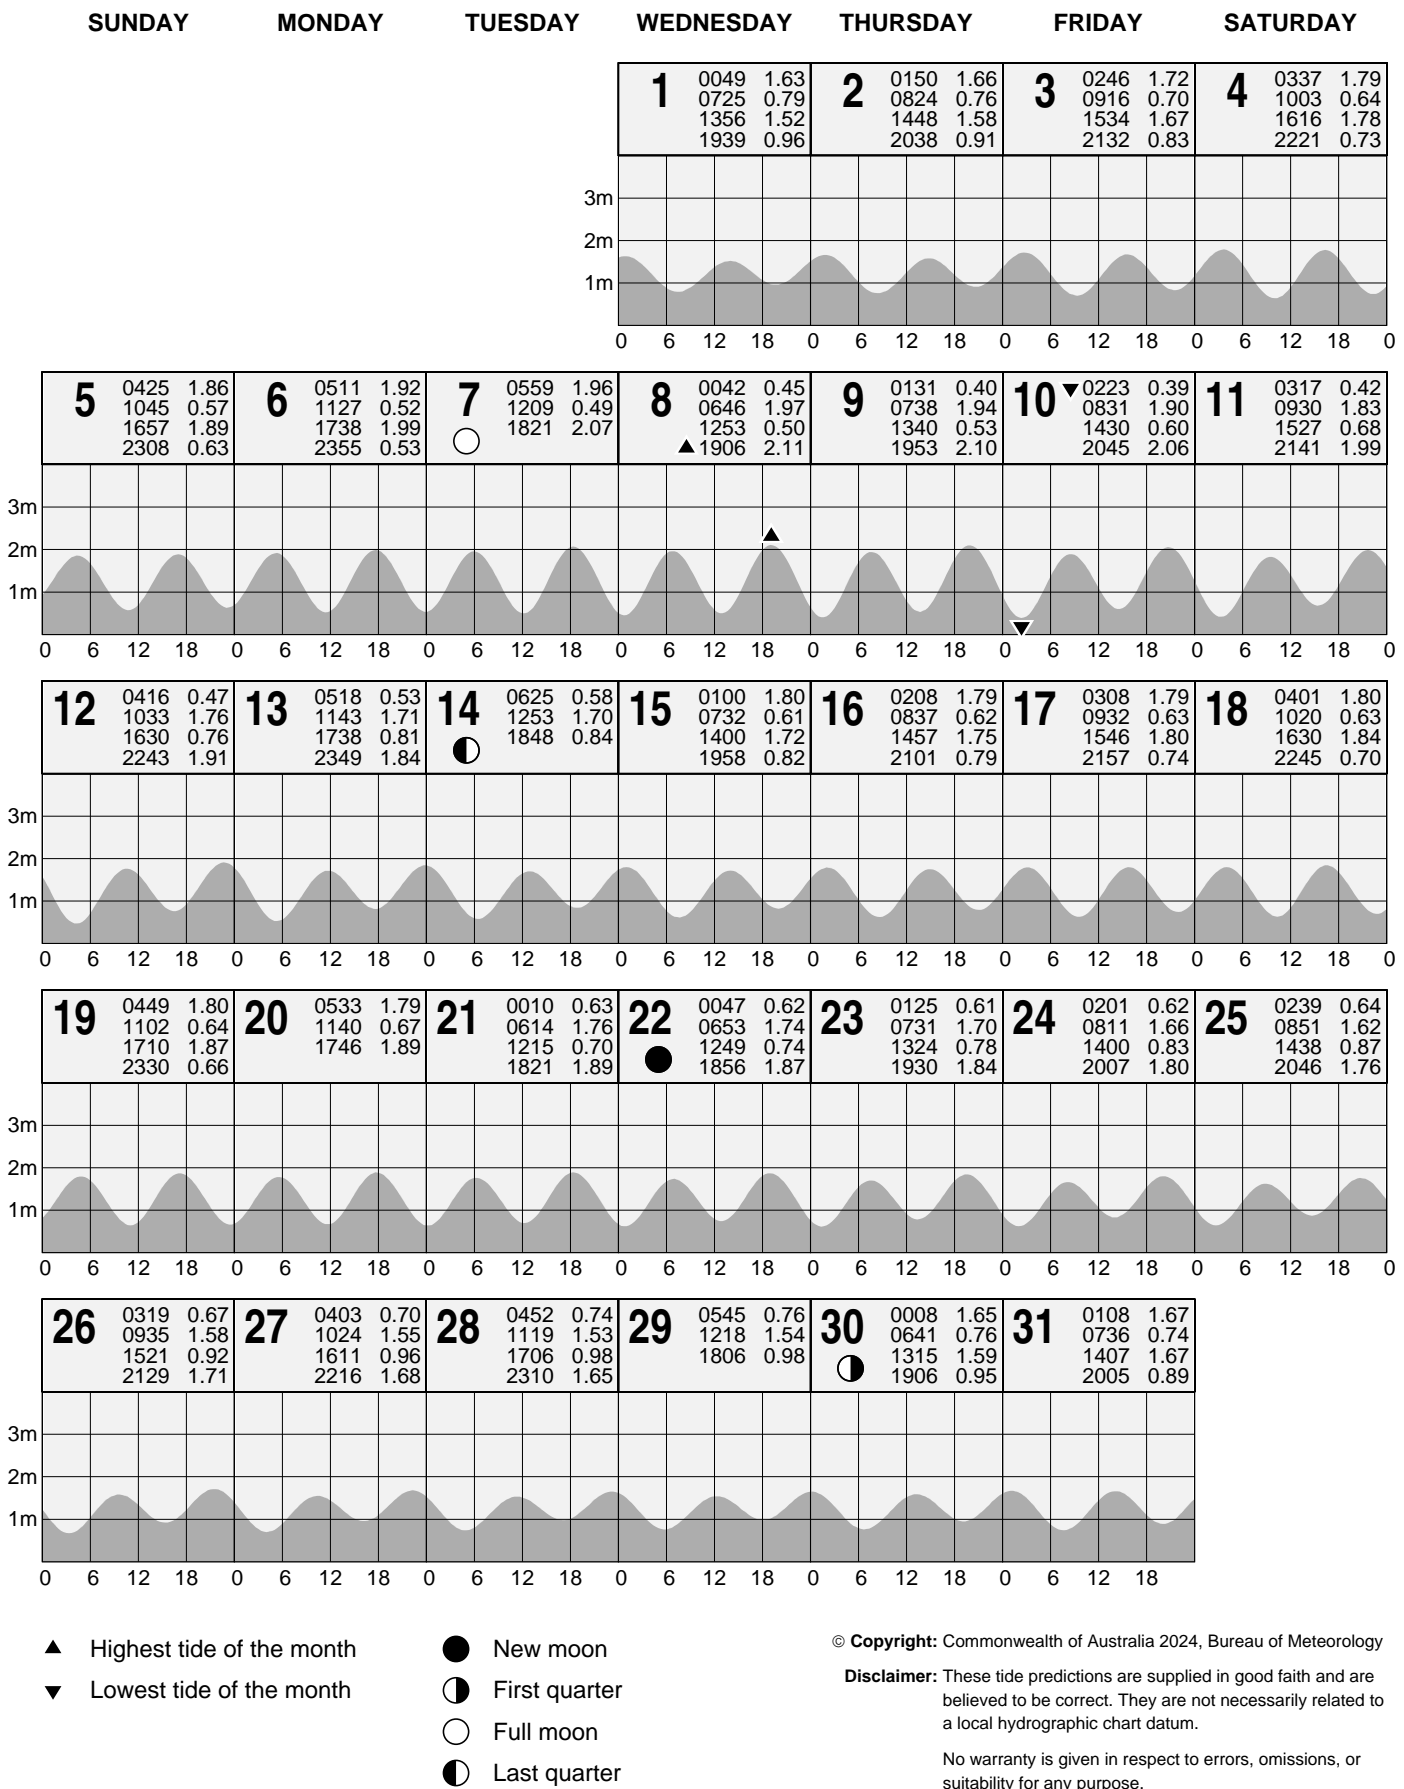 SUNDAY MONDAY TUESDAY WEDNESDAY THURSDAY FRIDAY SATURDAY
1 0049 1.63 2 0150 1.66 3 0246 1.72 4 0337 1.79
0725 0.79 0824 0.76 0916 0.70 1003 0.64
1356 1.52 1448 1.58 1534 1.67 1616 1.78
1939 0.96 2038 0.91 2132 0.83 2221 0.73
3m
2m
1m
0 6 12 18 0 6 12 18 0 6 12 18 0 6 12 18 0
5 0425 1.86 6 0511 1.92 7 0559 1.96 8 0042 0.45 9 0131 0.40 10 0223 0.39 11 0317 0.42
1045 0.57 1127 0.52 1209 0.49 0646 1.97 0738 1.94 0831 1.90 0930 1.83
1657 1.89 1738 1.99 1821 2.07 1253 0.50 1340 0.53 1430 0.60 1527 0.68
2308 0.63 2355 0.53 1906 2.11 1953 2.10 2045 2.06 2141 1.99
3m
2m
1m
0 6 12 18 0 6 12 18 0 6 12 18 0 6 12 18 0 6 12 18 0 6 12 18 0 6 12 18 0
12 0416 0.47 13 0518 0.53 14 0625 0.58 15 0100 1.80 16 0208 1.79 17 0308 1.79 18 0401 1.80
1033 1.76 1143 1.71 1253 1.70 0732 0.61 0837 0.62 0932 0.63 1020 0.63
1630 0.76 1738 0.81 1848 0.84 1400 1.72 1457 1.75 1546 1.80 1630 1.84
2243 1.91 2349 1.84 1958 0.82 2101 0.79 2157 0.74 2245 0.70
3m
2m
1m
0 6 12 18 0 6 12 18 0 6 12 18 0 6 12 18 0 6 12 18 0 6 12 18 0 6 12 18 0
19 0449 1.80 20 0533 1.79 21 0010 0.63 22 0047 0.62 23 0125 0.61 24 0201 0.62 25 0239 0.64
1102 0.64 1140 0.67 0614 1.76 0653 1.74 0731 1.70 0811 1.66 0851 1.62
1710 1.87 1746 1.89 1215 0.70 1249 0.74 1324 0.78 1400 0.83 1438 0.87
2330 0.66 1821 1.89 1856 1.87 1930 1.84 2007 1.80 2046 1.76
3m
2m
1m
0 6 12 18 0 6 12 18 0 6 12 18 0 6 12 18 0 6 12 18 0 6 12 18 0 6 12 18 0
26 0319 0.67 27 0403 0.70 28 0452 0.74 29 0545 0.76 30 0008 1.65 31 0108 1.67
0935 1.58 1024 1.55 1119 1.53 1218 1.54 0641 0.76 0736 0.74
1521 0.92 1611 0.96 1706 0.98 1806 0.98 1315 1.59 1407 1.67
2129 1.71 2216 1.68 2310 1.65 1906 0.95 2005 0.89
3m
2m
1m
0 6 12 18 0 6 12 18 0 6 12 18 0 6 12 18 0 6 12 18 0 6 12 18
Highest tide of the month
Lowest tide of the month
New moon
First quarter
Full moon
Last quarter
© Copyright: Commonwealth of Australia 2024, Bureau of Meteorology
Disclaimer: These tide predictions are supplied in good faith and are
believed to be correct. They are not necessarily related to
a local hydrographic chart datum.
No warranty is given in respect to errors, omissions, or
suitability for any purpose.